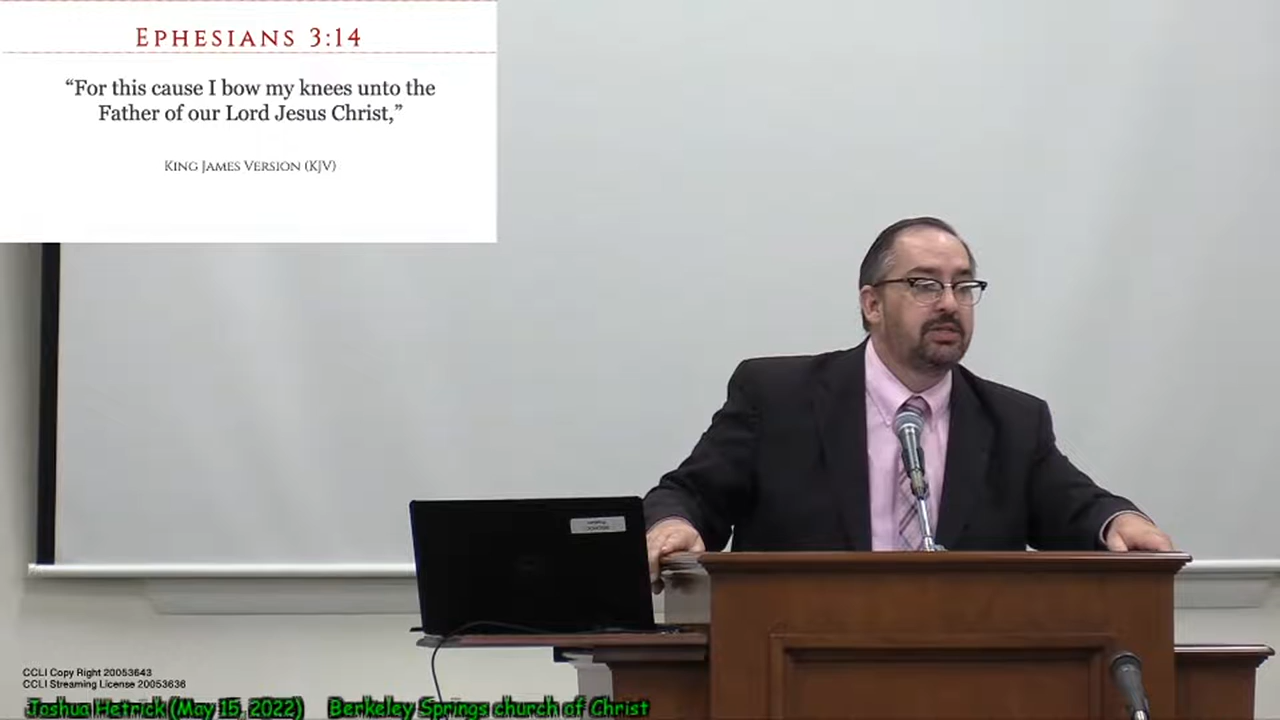 EPHESIANS 3:14
“For this cause I bow my knees unto the
Father of our Lord Jesus Christ,”
KING JAMES VERSION (KJV)
CCLI Copy Right 20053643
CCLI Streaming License 20053636
Joshua Hetrick (May 15, 2022) Berkeley Springs church of Christ